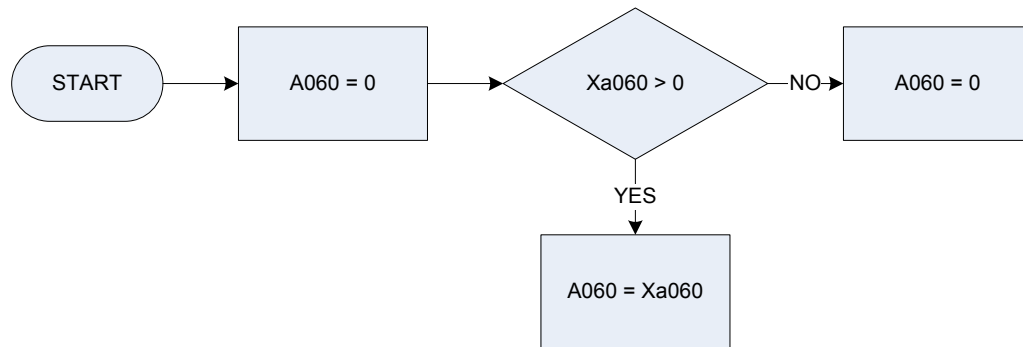 START
A060 = 0
Xa060 > 0
NO
A060 = 0
YES
A060 = Xa060